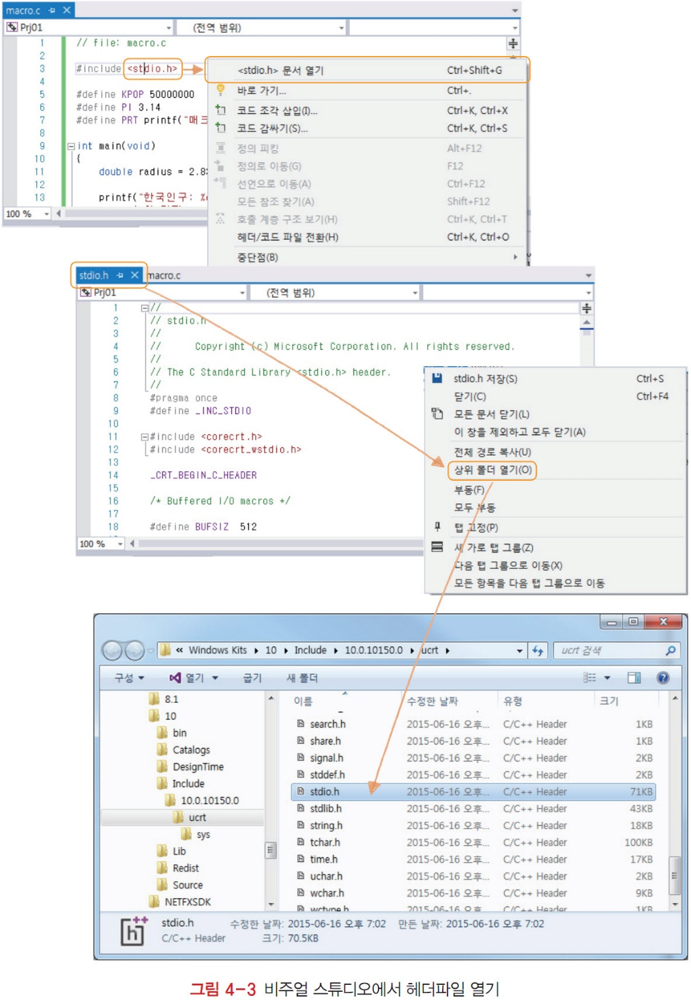 macro.c
Prj01
(전역 범위)
1 // file: macro.c
2
3 #include <stdio.h>
4
5 #define KPOP 50000000
6 #define PI 3.14
7 #define PRT printf("매크
8
9 int main(void)
10 {
11 double radius = 2.8
12
13 printf("한국인구: %
100 %
<stdio.h> 문서 열기 Ctrl+Shift+G
바로 가기... Ctrl+.
코드 조각 삽입(I)... Ctrl+K, Ctrl+X
코드 감싸기(S)... Ctrl+K, Ctrl+S
정의 피킹 Alt+F12
정의로 이동(G) F12
선언으로 이동(A) Ctrl+F12
모든 참조 찾기(A) Shift+F12
호출 계층 구조 보기(H) Ctrl+K, Ctrl+T
헤더/코드 파일 전환(H) Ctrl+K, Ctrl+O
중단점(B)
stdio.h macro.c
Prj01
(전역 범위)
1 //
2 // stdio.h
3 //
4 // Copyright (c) Microsoft Corporation. All rights reserved.
5 //
6 // The C Standard Library <stdio.h> header.
7 //
8 #pragma once
9 #define _INC_STDIO
10
11 #include <corecrt.h>
12 #include <corecrt_wstdio.h>
13
14 _CRT_BEGIN_C_HEADER
15
16 /* Buffered I/O macros */
17
18 #define BUFSIZ 512
100 %
stdio.h 저장(S) Ctrl+S
닫기(C) Ctrl+F4
모든 문서 닫기(L)
이 창을 제외하고 모두 닫기(A)
전체 경로 복사(U)
상위 폴더 열기(O)
부동(F)
모두 부동
탭 고정(P)
새 가로 탭 그룹(Z)
다음 탭 그룹으로 이동(X)
모든 항목을 다음 탭 그룹으로 이동
« Windows Kits 10 Include 10.0.10150.0 ucrt
ucrt 검색
구성 열기 굽기 새 폴더
8.1
10
bin
Catalogs
DesignTime
Include
10.0.10150.0
ucrt
sys
Lib
Redist
Source
NETFXSDK
이름 수정한 날짜 유형 크기
search.h 2015-06-16 오후... C/C++ Header 1KB
share.h 2015-06-16 오후... C/C++ Header 1KB
signal.h 2015-06-16 오후... C/C++ Header 2KB
stddef.h 2015-06-16 오후... C/C++ Header 2KB
stdio.h 2015-06-16 오후... C/C++ Header 71KB
stdlib.h 2015-06-16 오후... C/C++ Header 43KB
string.h 2015-06-16 오후... C/C++ Header 18KB
tchar.h 2015-06-16 오후... C/C++ Header 100KB
time.h 2015-06-16 오후... C/C++ Header 17KB
uchar.h 2015-06-16 오후... C/C++ Header 2KB
wchar.h 2015-06-16 오후... C/C++ Header 9KB
wctype.h 2015-06-16 오후... C/C++ Header 1KB
stdio.h 수정한 날짜: 2015-06-16 오후 7:02 만든 날짜: 2015-06-16 오후 7:02
C/C++ Header 크기: 70.5KB
그림 4-3 비주얼 스튜디오에서 헤더파일 열기